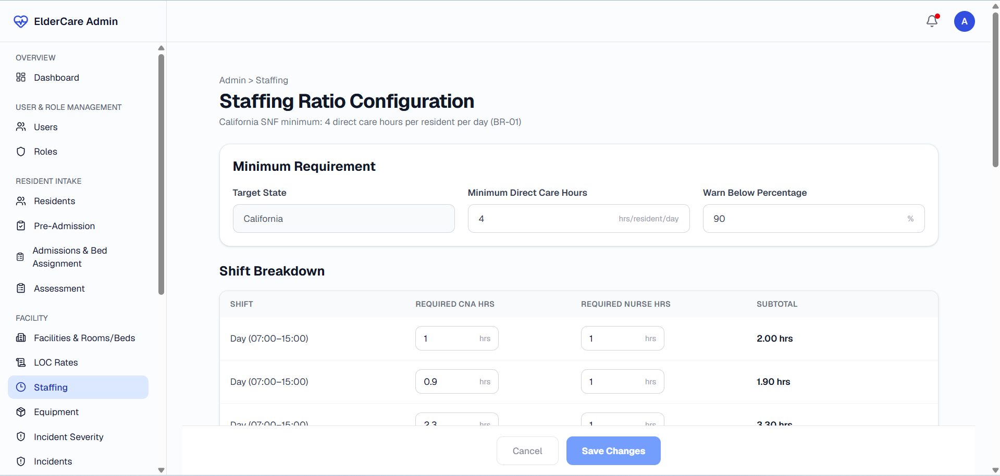 ElderCare Admin
A
OVERVIEW
Dashboard
USER & ROLE MANAGEMENT
Users
Roles
RESIDENT INTAKE
Residents
Pre-Admission
Admissions & Bed
Assignment
Assessment
FACILITY
Facilities & Rooms/Beds
LOC Rates
Staffing
Equipment
Incident Severity
Incidents
Admin > Staffing
Staffing Ratio Configuration
California SNF minimum: 4 direct care hours per resident per day (BR-01)
Minimum Requirement
Target State Minimum Direct Care Hours Warn Below Percentage
California 4 hrs/resident/day 90 %
Shift Breakdown
SHIFT REQUIRED CNA HRS REQUIRED NURSE HRS SUBTOTAL
Day (07:00–15:00) 1 hrs 1 hrs 2.00 hrs
Day (07:00–15:00) 0.9 hrs 1 hrs 1.90 hrs
Day (07:00–15:00) 2.3 hrs 1 hrs 3.30 hrs
Cancel Save Changes